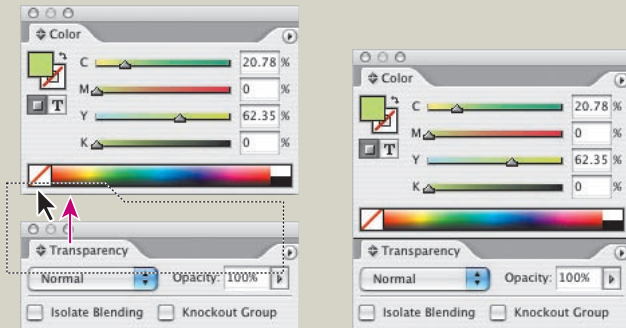 Color
C 20.78 %
M 0 %
T
Y 62.35 %
K 0 %
Transparency
Normal Opacity: 100%
Isolate Blending Knockout Group
Color
C 20.78 %
M 0 %
T
Y 62.35 %
K 0 %
Transparency
Normal Opacity: 100%
Isolate Blending Knockout Group